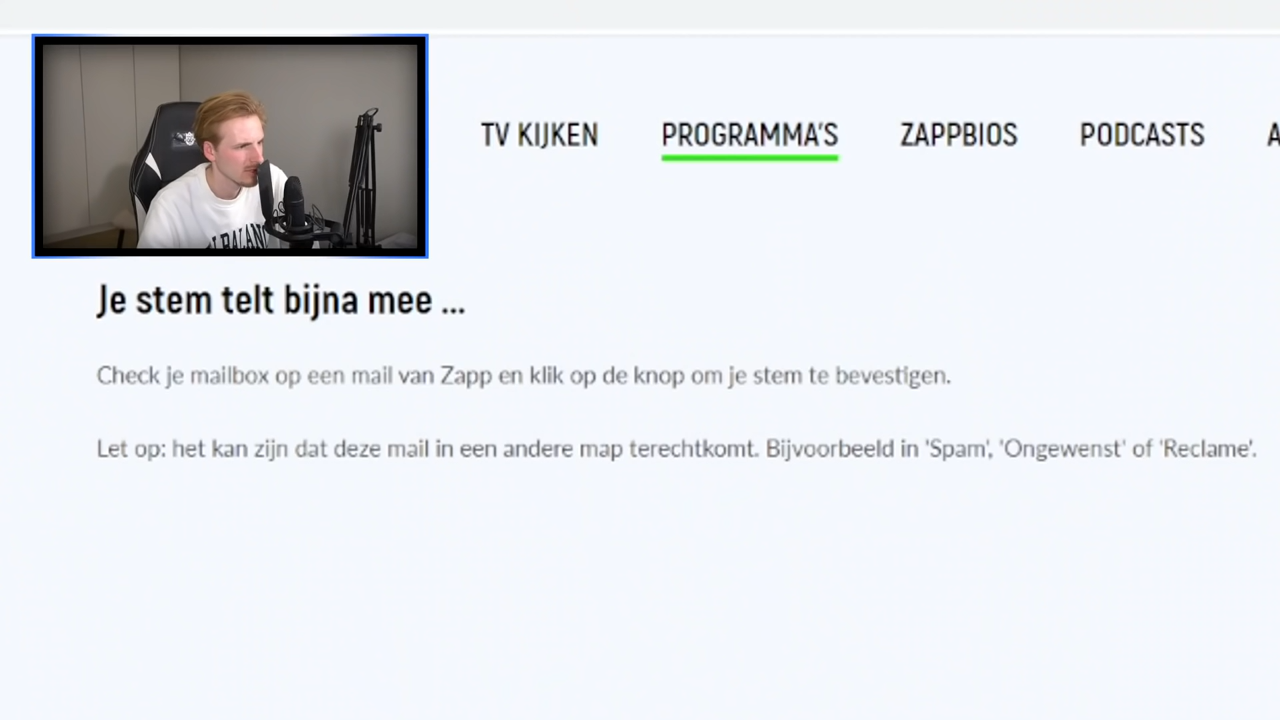 TV KIJKEN PROGRAMMA'S ZAPPBIOS PODCASTS
Je stem telt bijna mee ...
Check je mailbox op een mail van Zapp en klik op de knop om je stem te bevestigen.
Let op: het kan zijn dat deze mail in een andere map terechtkomt. Bijvoorbeeld in 'Spam', 'Ongewenst' of 'Reclame'.